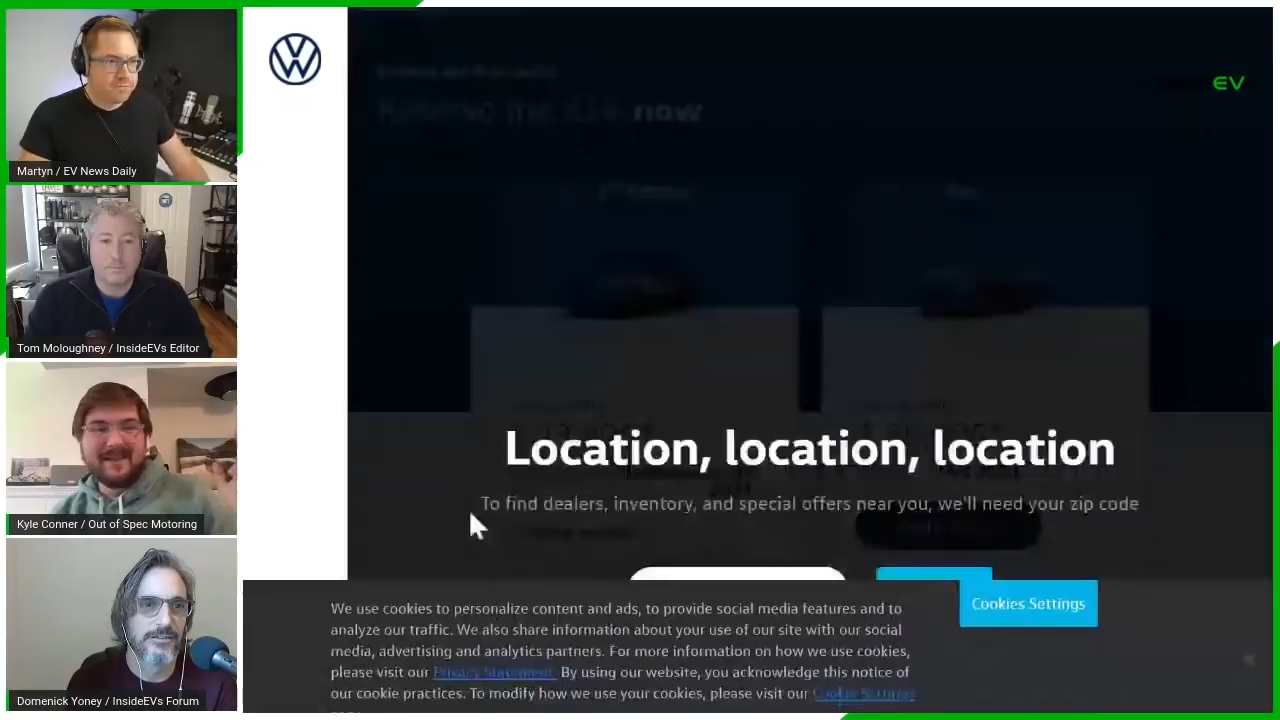 Martyn / EV News Daily
Tom Moloughney / InsideEVs Editor
Kyle Conner / Out of Spec Motoring
Domenick Yoney / InsideEVs Forum
EV
now
Location, location, location
To find dealers, inventory, and special offers near you, we'll need your zip code
We use cookies to personalize content and ads, to provide social media features and to
analyze our traffic. We also share information about your use of our site with our social
media, advertising and analytics partners. For more information on how we use cookies,
please visit our Privacy Statement. By using our website, you acknowledge this notice of
our cookie practices. To modify how we use your cookies, please visit our Cookie Settings
Cookies Settings